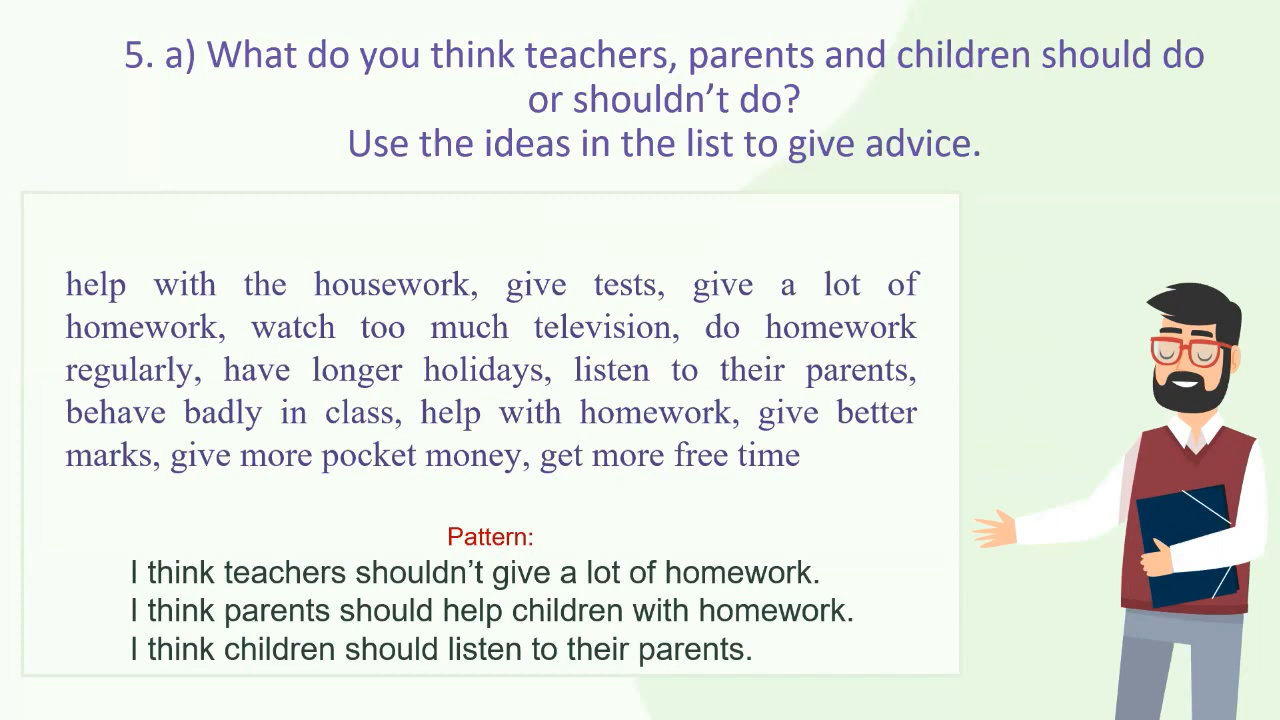 5. a) What do you think teachers, parents and children should do
or shouldn’t do?
Use the ideas in the list to give advice.
help with the housework, give tests, give a lot of
homework, watch too much television, do homework
regularly, have longer holidays, listen to their parents,
behave badly in class, help with homework, give better
marks, give more pocket money, get more free time
Pattern:
I think teachers shouldn’t give a lot of homework.
I think parents should help children with homework.
I think children should listen to their parents.